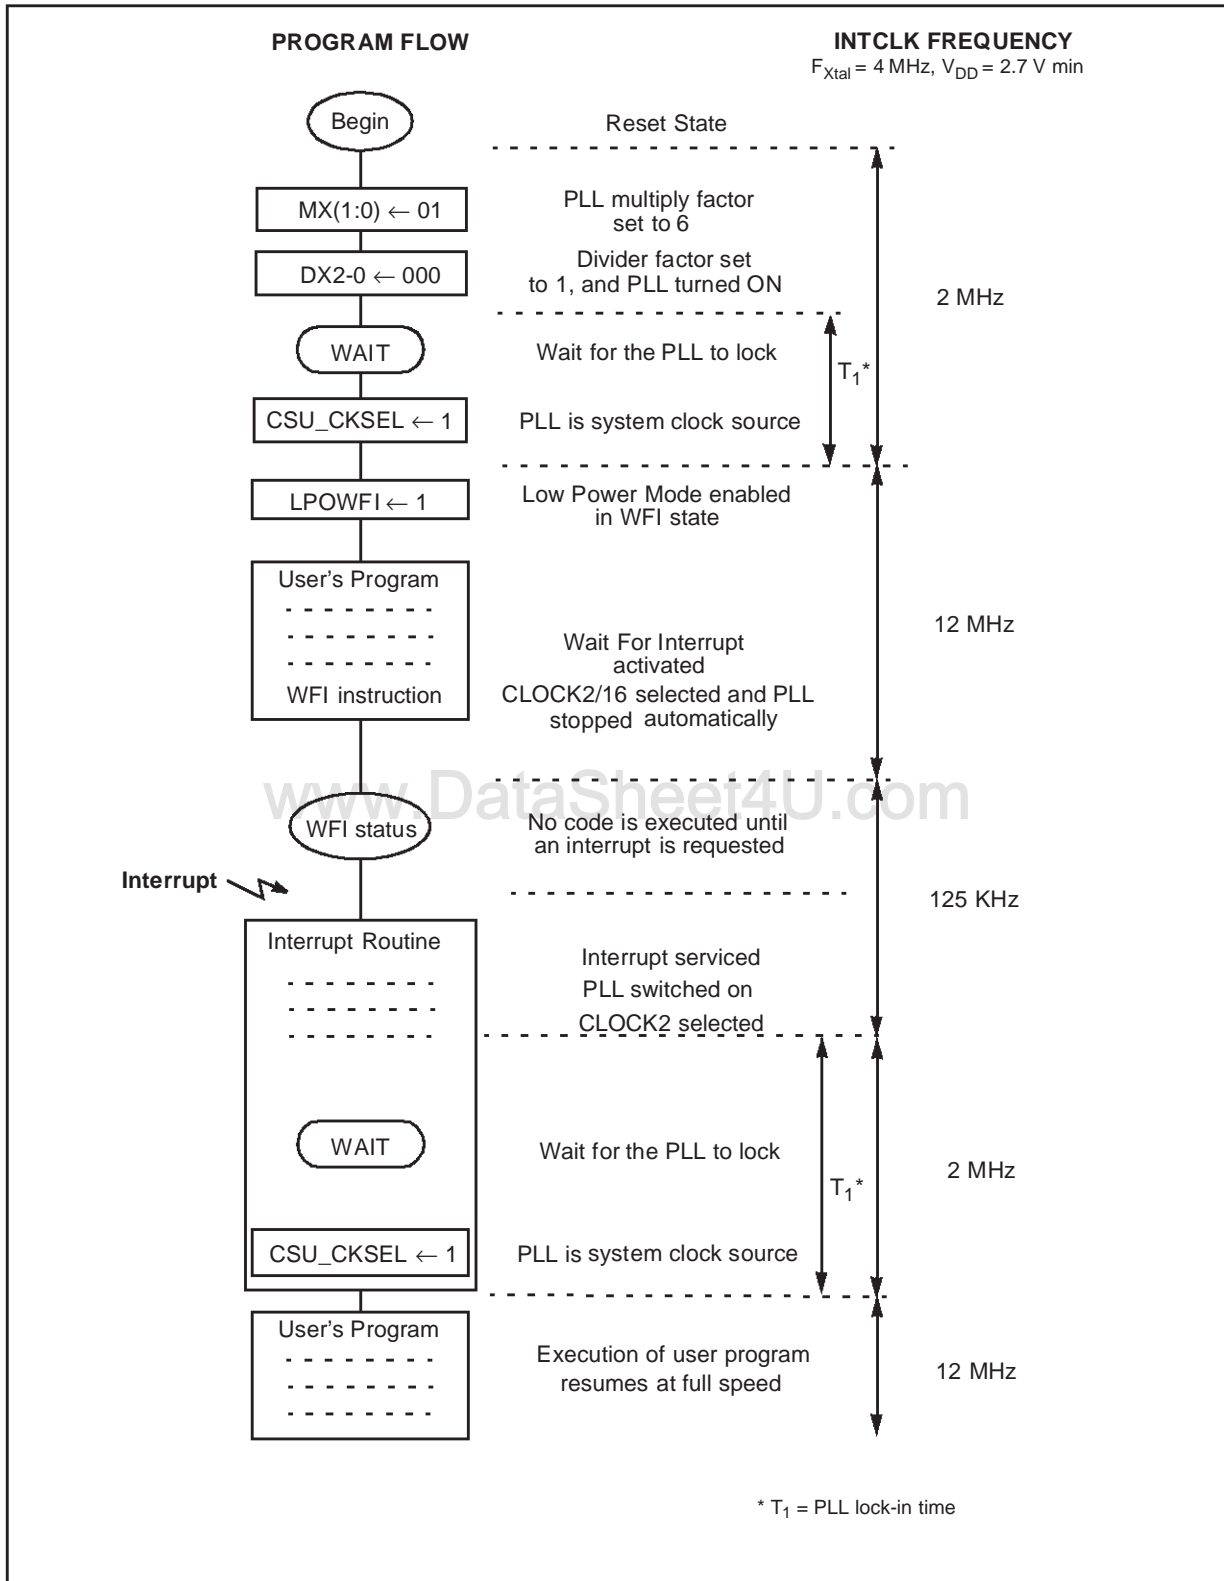 PROGRAM FLOW
INTCLK FREQUENCY
FXtal = 4 MHz, VDD = 2.7 V min
Begin
Reset State
MX(1:0) ← 01
PLL multiply factor
set to 6
DX2-0 ← 000
Divider factor set
to 1, and PLL turned ON
2 MHz
WAIT
Wait for the PLL to lock
T1*
CSU_CKSEL ← 1
PLL is system clock source
LPOWFI ← 1
Low Power Mode enabled
in WFI state
User's Program
WFI instruction
Wait For Interrupt
activated
CLOCK2/16 selected and PLL
stopped automatically
12 MHz
www.DataSheet4U.com
WFI status
No code is executed until
an interrupt is requested
Interrupt
125 KHz
Interrupt Routine
Interrupt serviced
PLL switched on
CLOCK2 selected
WAIT
Wait for the PLL to lock
T1*
2 MHz
CSU_CKSEL ← 1
PLL is system clock source
User's Program
Execution of user program
resumes at full speed
12 MHz
* T1 = PLL lock-in time